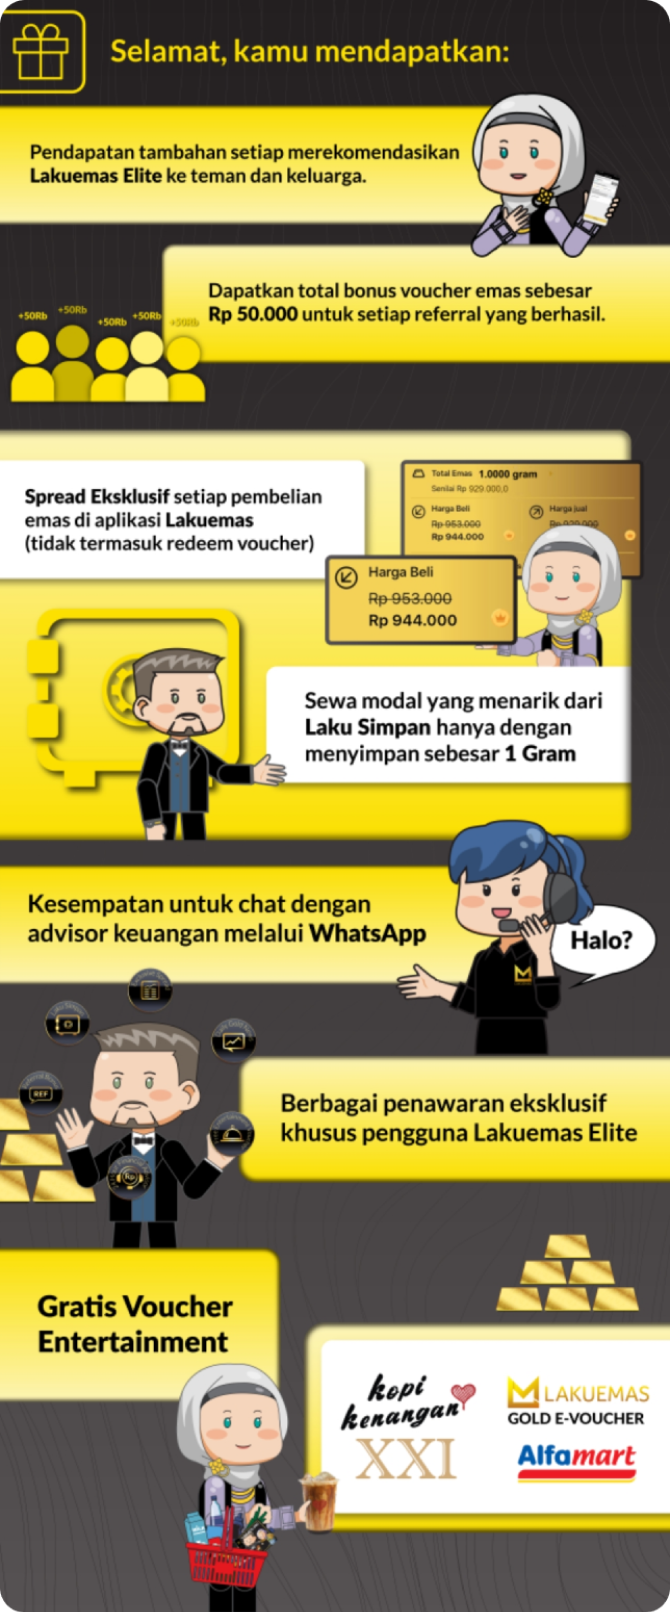 Selamat, kamu mendapatkan:
Pendapatan tambahan setiap merekomendasikan
Lakuemas Elite ke teman dan keluarga.
Dapatkan total bonus voucher emas sebesar
Rp 50.000 untuk setiap referral yang berhasil.
+50Rb +50Rb +50Rb +50Rb +50Rb
Spread Eksklusif setiap pembelian
emas di aplikasi Lakuemas
(tidak termasuk redeem voucher)
Total Emas 1.0000 gram
Senilai Rp 929.000,0
Harga Beli Harga jual
Rp 953.000 Rp 929.000
Rp 944.000
Harga Beli
Rp 953.000
Rp 944.000
Sewa modal yang menarik dari
Laku Simpan hanya dengan
menyimpan sebesar 1 Gram
Kesempatan untuk chat dengan
advisor keuangan melalui WhatsApp
Halo?
REF
Rp
Berbagai penawaran eksklusif
khusus pengguna Lakuemas Elite
Gratis Voucher
Entertainment
kopi
kenangan
LAKUEMAS
GOLD E-VOUCHER
XXI
Alfamart